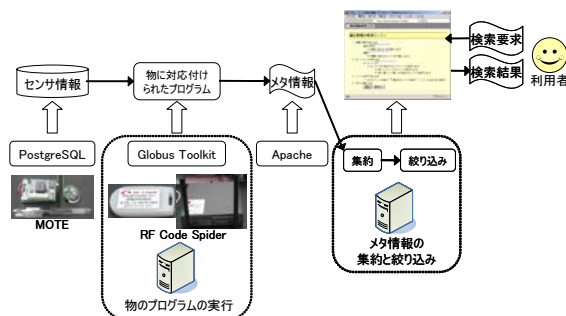 検索要求
検索結果
利用者
センサ情報
物に対応付け
られたプログラム
メタ情報
PostgreSQL
Globus Toolkit
Apache
集約
絞り込み
MOTE
RF Code Spider
メタ情報の
集約と絞り込み
物のプログラムの実行